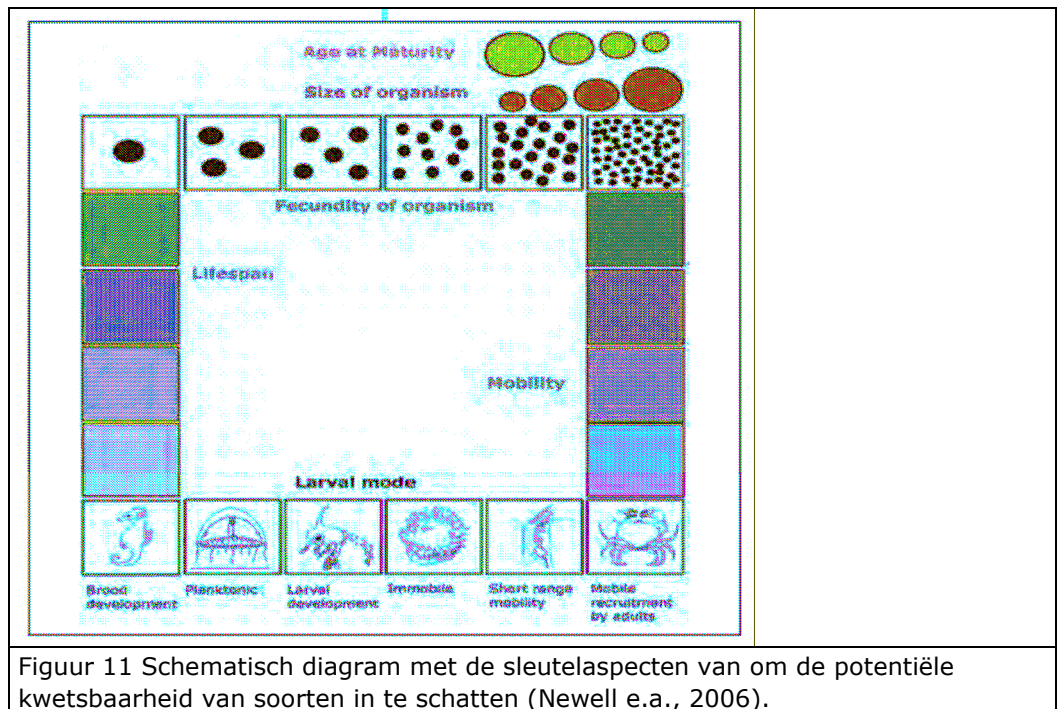 Age at Maturity
Size of organism
Fecundity of organism
Lifespan
Mobility
Larval mode
Brood development
Planktonic
Larval development
Immobile
Short range mobility
Mobile recruitment by adults
Figuur 11 Schematisch diagram met de sleutelaspecten van om de potentiële
kwetsbaarheid van soorten in te schatten (Newell e.a., 2006).